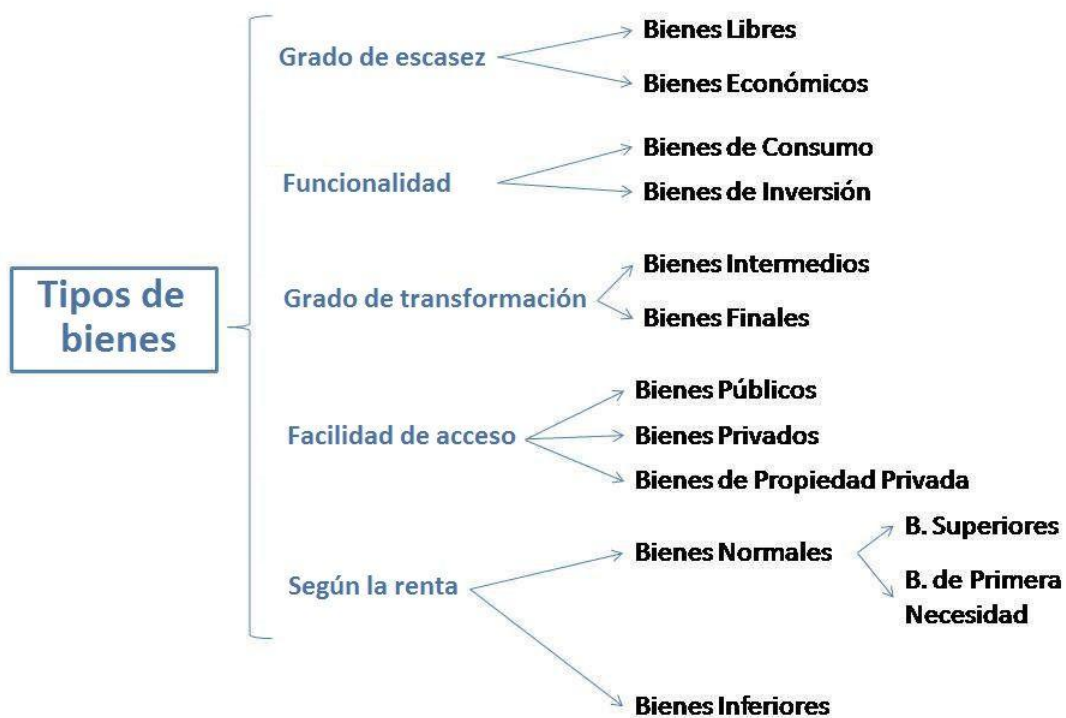 Tipos de
bienes
Grado de escasez
Bienes Libres
Bienes Económicos
Funcionalidad
Bienes de Consumo
Bienes de Inversión
Grado de transformación
Bienes Intermedios
Bienes Finales
Facilidad de acceso
Bienes Públicos
Bienes Privados
Bienes de Propiedad Privada
Según la renta
Bienes Normales
B. Superiores
B. de Primera
Necesidad
Bienes Inferiores